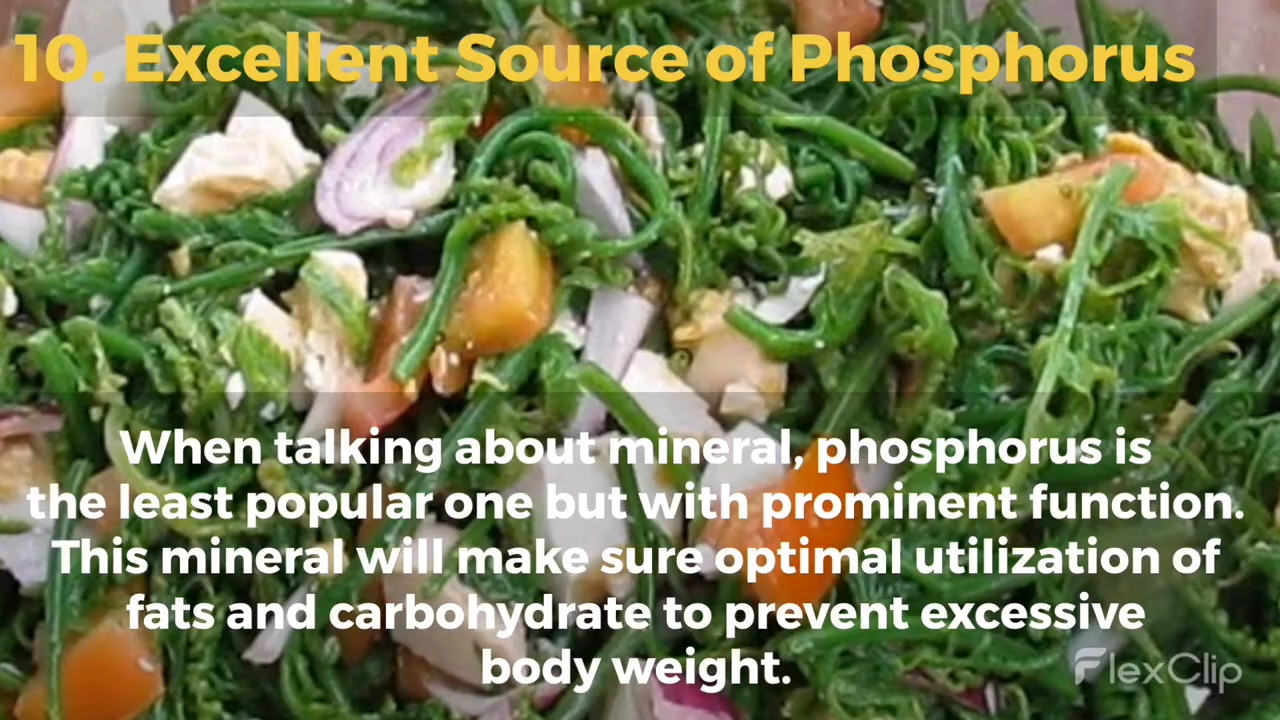 10. Excellent Source of Phosphorus
When talking about mineral, phosphorus is
the least popular one but with prominent function.
This mineral will make sure optimal utilization of
fats and carbohydrate to prevent excessive
body weight.
FlexClip